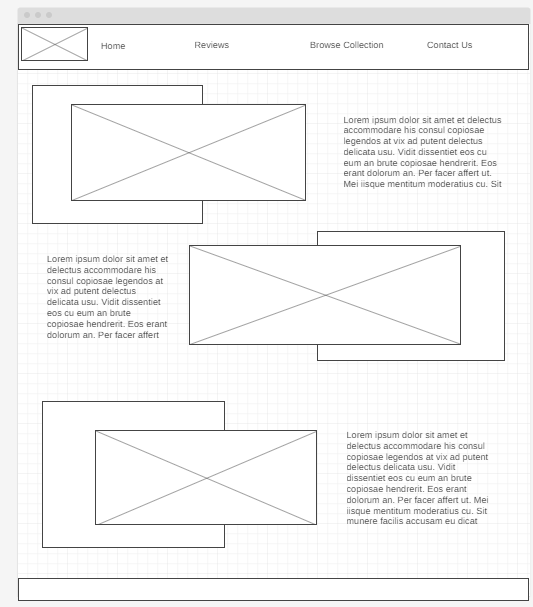 Home
Reviews
Browse Collection
Contact Us
Lorem ipsum dolor sit amet et delectus
accommodare his consul copiosae
legendos at vix ad putent delectus
delicata usu. Vidit dissentiet eos cu
eum an brute copiosae hendrerit. Eos
erant dolorum an. Per facer affert ut.
Mei iisque mentitum moderatius cu. Sit
Lorem ipsum dolor sit amet et
delectus accommodare his
consul copiosae legendos at
vix ad putent delectus
delicata usu. Vidit dissentiet
eos cu eum an brute
copiosae hendrerit. Eos erant
dolorum an. Per facer affert
Lorem ipsum dolor sit amet et
delectus accommodare his consul
copiosae legendos at vix ad putent
delectus delicata usu. Vidit
dissentiet eos cu eum an brute
copiosae hendrerit. Eos erant
dolorum an. Per facer affert ut. Mei
iisque mentitum moderatius cu. Sit
munere facilis accusam eu dicat